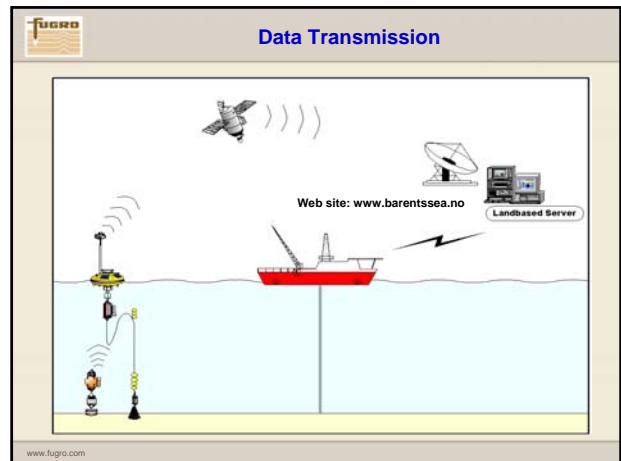 fugro
Data Transmission
Web site: www.barentssea.no
Landbased Server
www.fugro.com